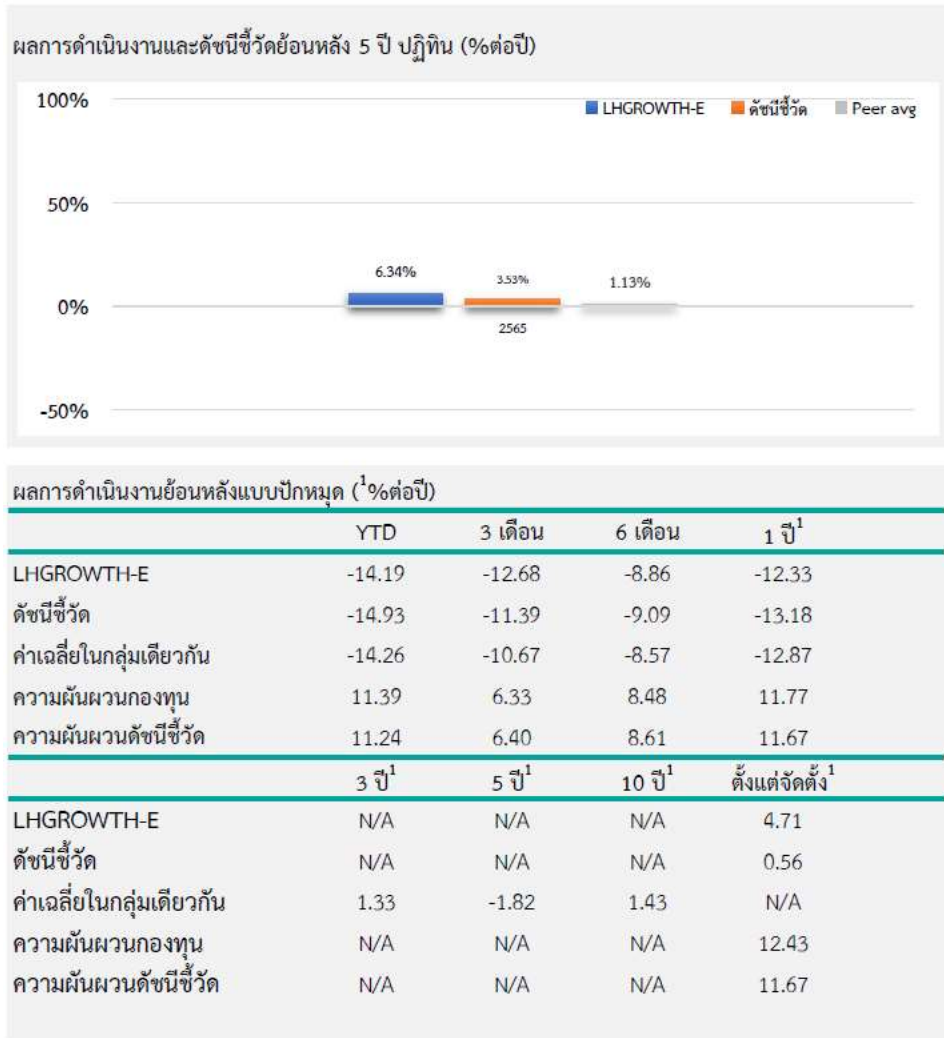 ผลการดำเนินงานและดัชนีชี้วัดย้อนหลัง 5 ปี ปฏิทิน (%ต่อปี)
100%
LHGROWTH-E ดัชนีชี้วัด Peer avg
50%
6.34% 3.53% 1.13%
0%
2565
-50%
ผลการดำเนินงานย้อนหลังแบบปักหมุด (¹%ต่อปี)
YTD 3 เดือน 6 เดือน 1 ปี¹
LHGROWTH-E -14.19 -12.68 -8.86 -12.33
ดัชนีชี้วัด -14.93 -11.39 -9.09 -13.18
ค่าเฉลี่ยในกลุ่มเดียวกัน -14.26 -10.67 -8.57 -12.87
ความผันผวนกองทุน 11.39 6.33 8.48 11.77
ความผันผวนดัชนีชี้วัด 11.24 6.40 8.61 11.67
3 ปี¹ 5 ปี¹ 10 ปี¹ ตั้งแต่จัดตั้ง¹
LHGROWTH-E N/A N/A N/A 4.71
ดัชนีชี้วัด N/A N/A N/A 0.56
ค่าเฉลี่ยในกลุ่มเดียวกัน 1.33 -1.82 1.43 N/A
ความผันผวนกองทุน N/A N/A N/A 12.43
ความผันผวนดัชนีชี้วัด N/A N/A N/A 11.67